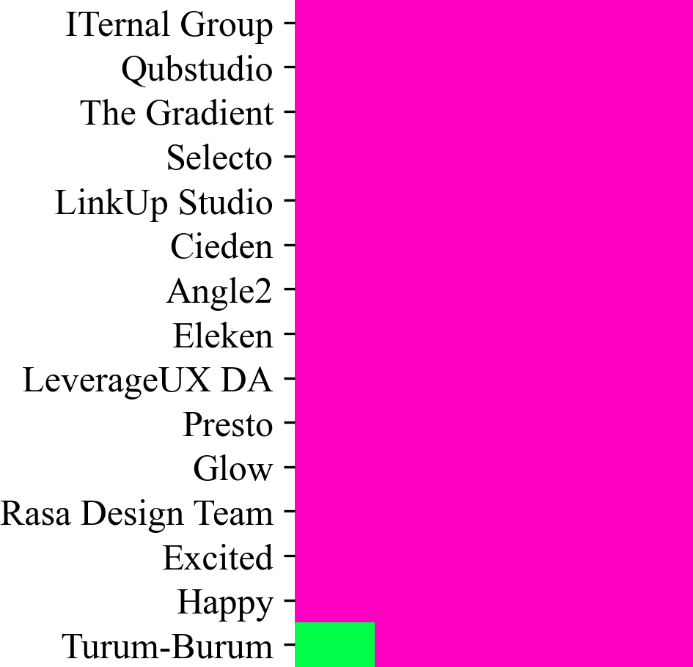 ITernal Group
Qubstudio
The Gradient
Selecto
LinkUp Studio
Cieden
Angle2
Eleken
LeverageUX DA
Presto
Glow
Rasa Design Team
Excited
Happy
Turum-Burum